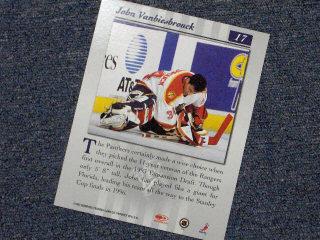 John Vanbiesbrouck
17
AT&T
The Panthers certainly made a wise choice when
they picked the 11-year veteran of the Rangers
first overall in the 1993 Expansion Draft. Though
only 5' 8" tall, John has played like a giant for
Florida, leading his team all the way to the Stanley
Cup finals in 1996.